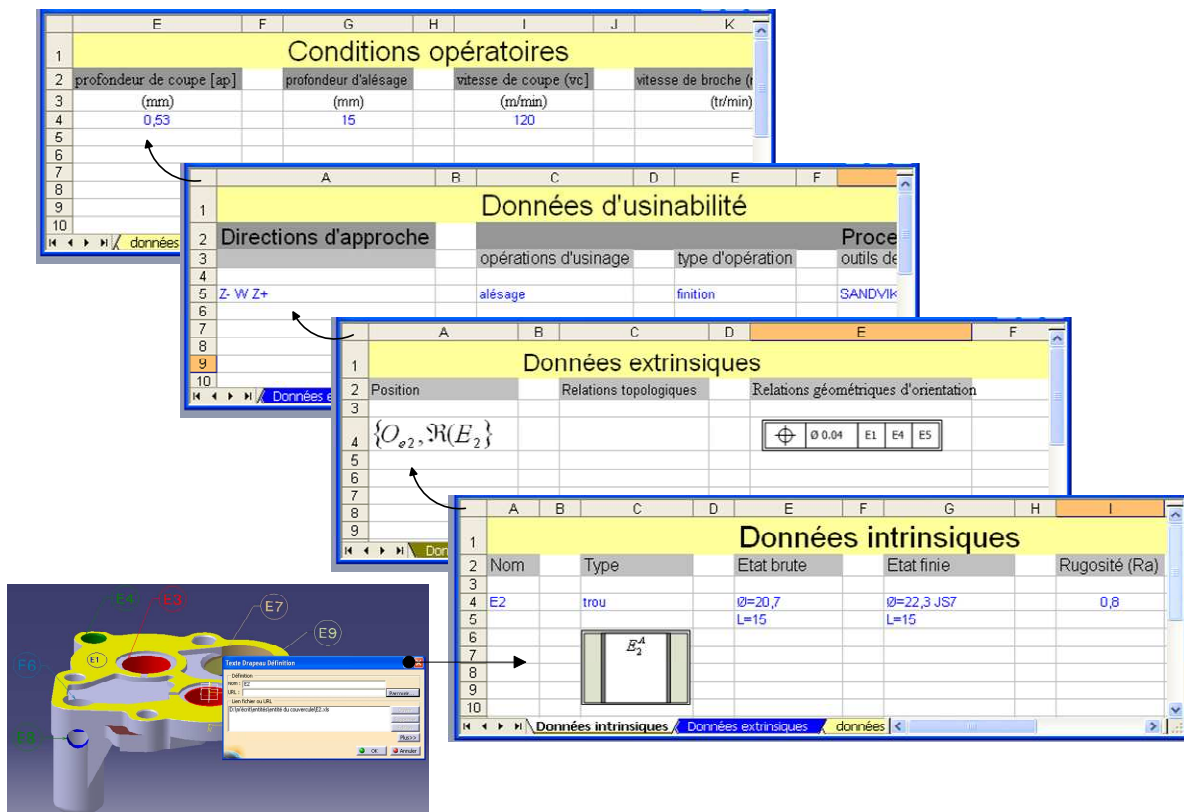 E F G H I J K
1 Conditions opératoires
2 profondeur de coupe [ap] profondeur d'alésage vitesse de coupe (vc) vitesse de broche (
3 (mm) (mm) (m/min) (tr/min)
4 0,53 15 120
5
6
7
8
9
10
données
A B C D E F
1 Données d'usinabilité
2 Directions d'approche Proce
3 opérations d'usinage type d'opération outils de
4
5 Z- W Z+ alésage finition SANDVIK
6
7
8
9
10
Données e
A B C D E F
1 Données extrinsiques
2 Position Relations topologiques Relations géométriques d'orientation
3
4 {O_e2, ℜ(E_2} ⌖ Ø 0.04 E1 E4 E5
5
6
7
8
9
Don
A B C D E F G H I
1 Données intrinsiques
2 Nom Type Etat brute Etat finie Rugosité (Ra)
3
4 E2 trou Ø=20,7 Ø=22,3 JS7 0,8
5 L=15 L=15
6 E_2^A
7
8
9
10
Données intrinsiques Données extrinsiques données
E4 E3 E7
E9
E1
E6
Texte Drapeau Définition
Définition
nom : E2
URL :
Parcourir...
Lien fichier ou URL
Plus>>
OK Annuler